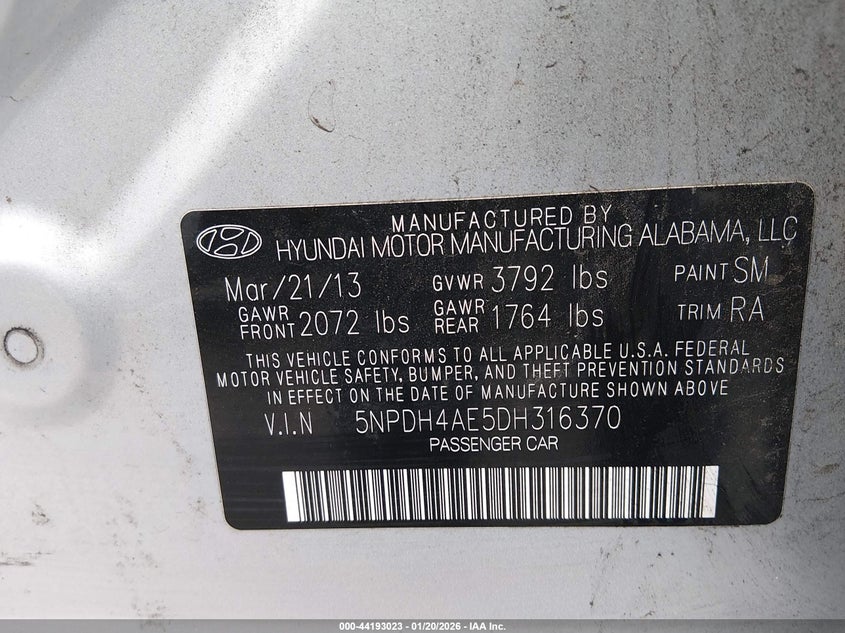 MANUFACTURED BY
HYUNDAI MOTOR MANUFACTURING ALABAMA, LLC
Mar/21/13 GVWR 3792 lbs PAINT SM
GAWR FRONT 2072 lbs GAWR REAR 1764 lbs TRIM RA
THIS VEHICLE CONFORMS TO ALL APPLICABLE U.S.A. FEDERAL
MOTOR VEHICLE SAFETY, BUMPER, AND THEFT PREVENTION STANDARDS
IN EFFECT ON THE DATE OF MANUFACTURE SHOWN ABOVE
V.I.N 5NPDH4AE5DH316370
PASSENGER CAR
000-44193023 - 01/20/2026 - IAA Inc.